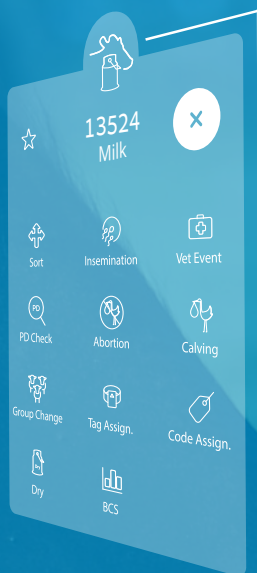 13524
Milk
Sort
Insemination
Vet Event
PD
PD Check
Abortion
Calving
Group Change
Tag Assign.
Code Assign.
Dry
BCS